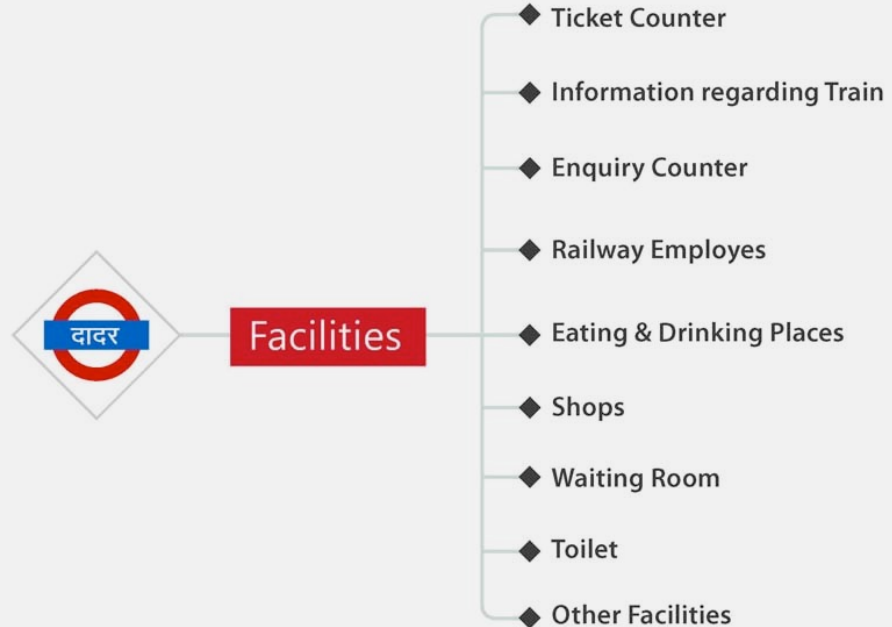 दादर
Facilities
Ticket Counter
Information regarding Train
Enquiry Counter
Railway Employes
Eating & Drinking Places
Shops
Waiting Room
Toilet
Other Facilities